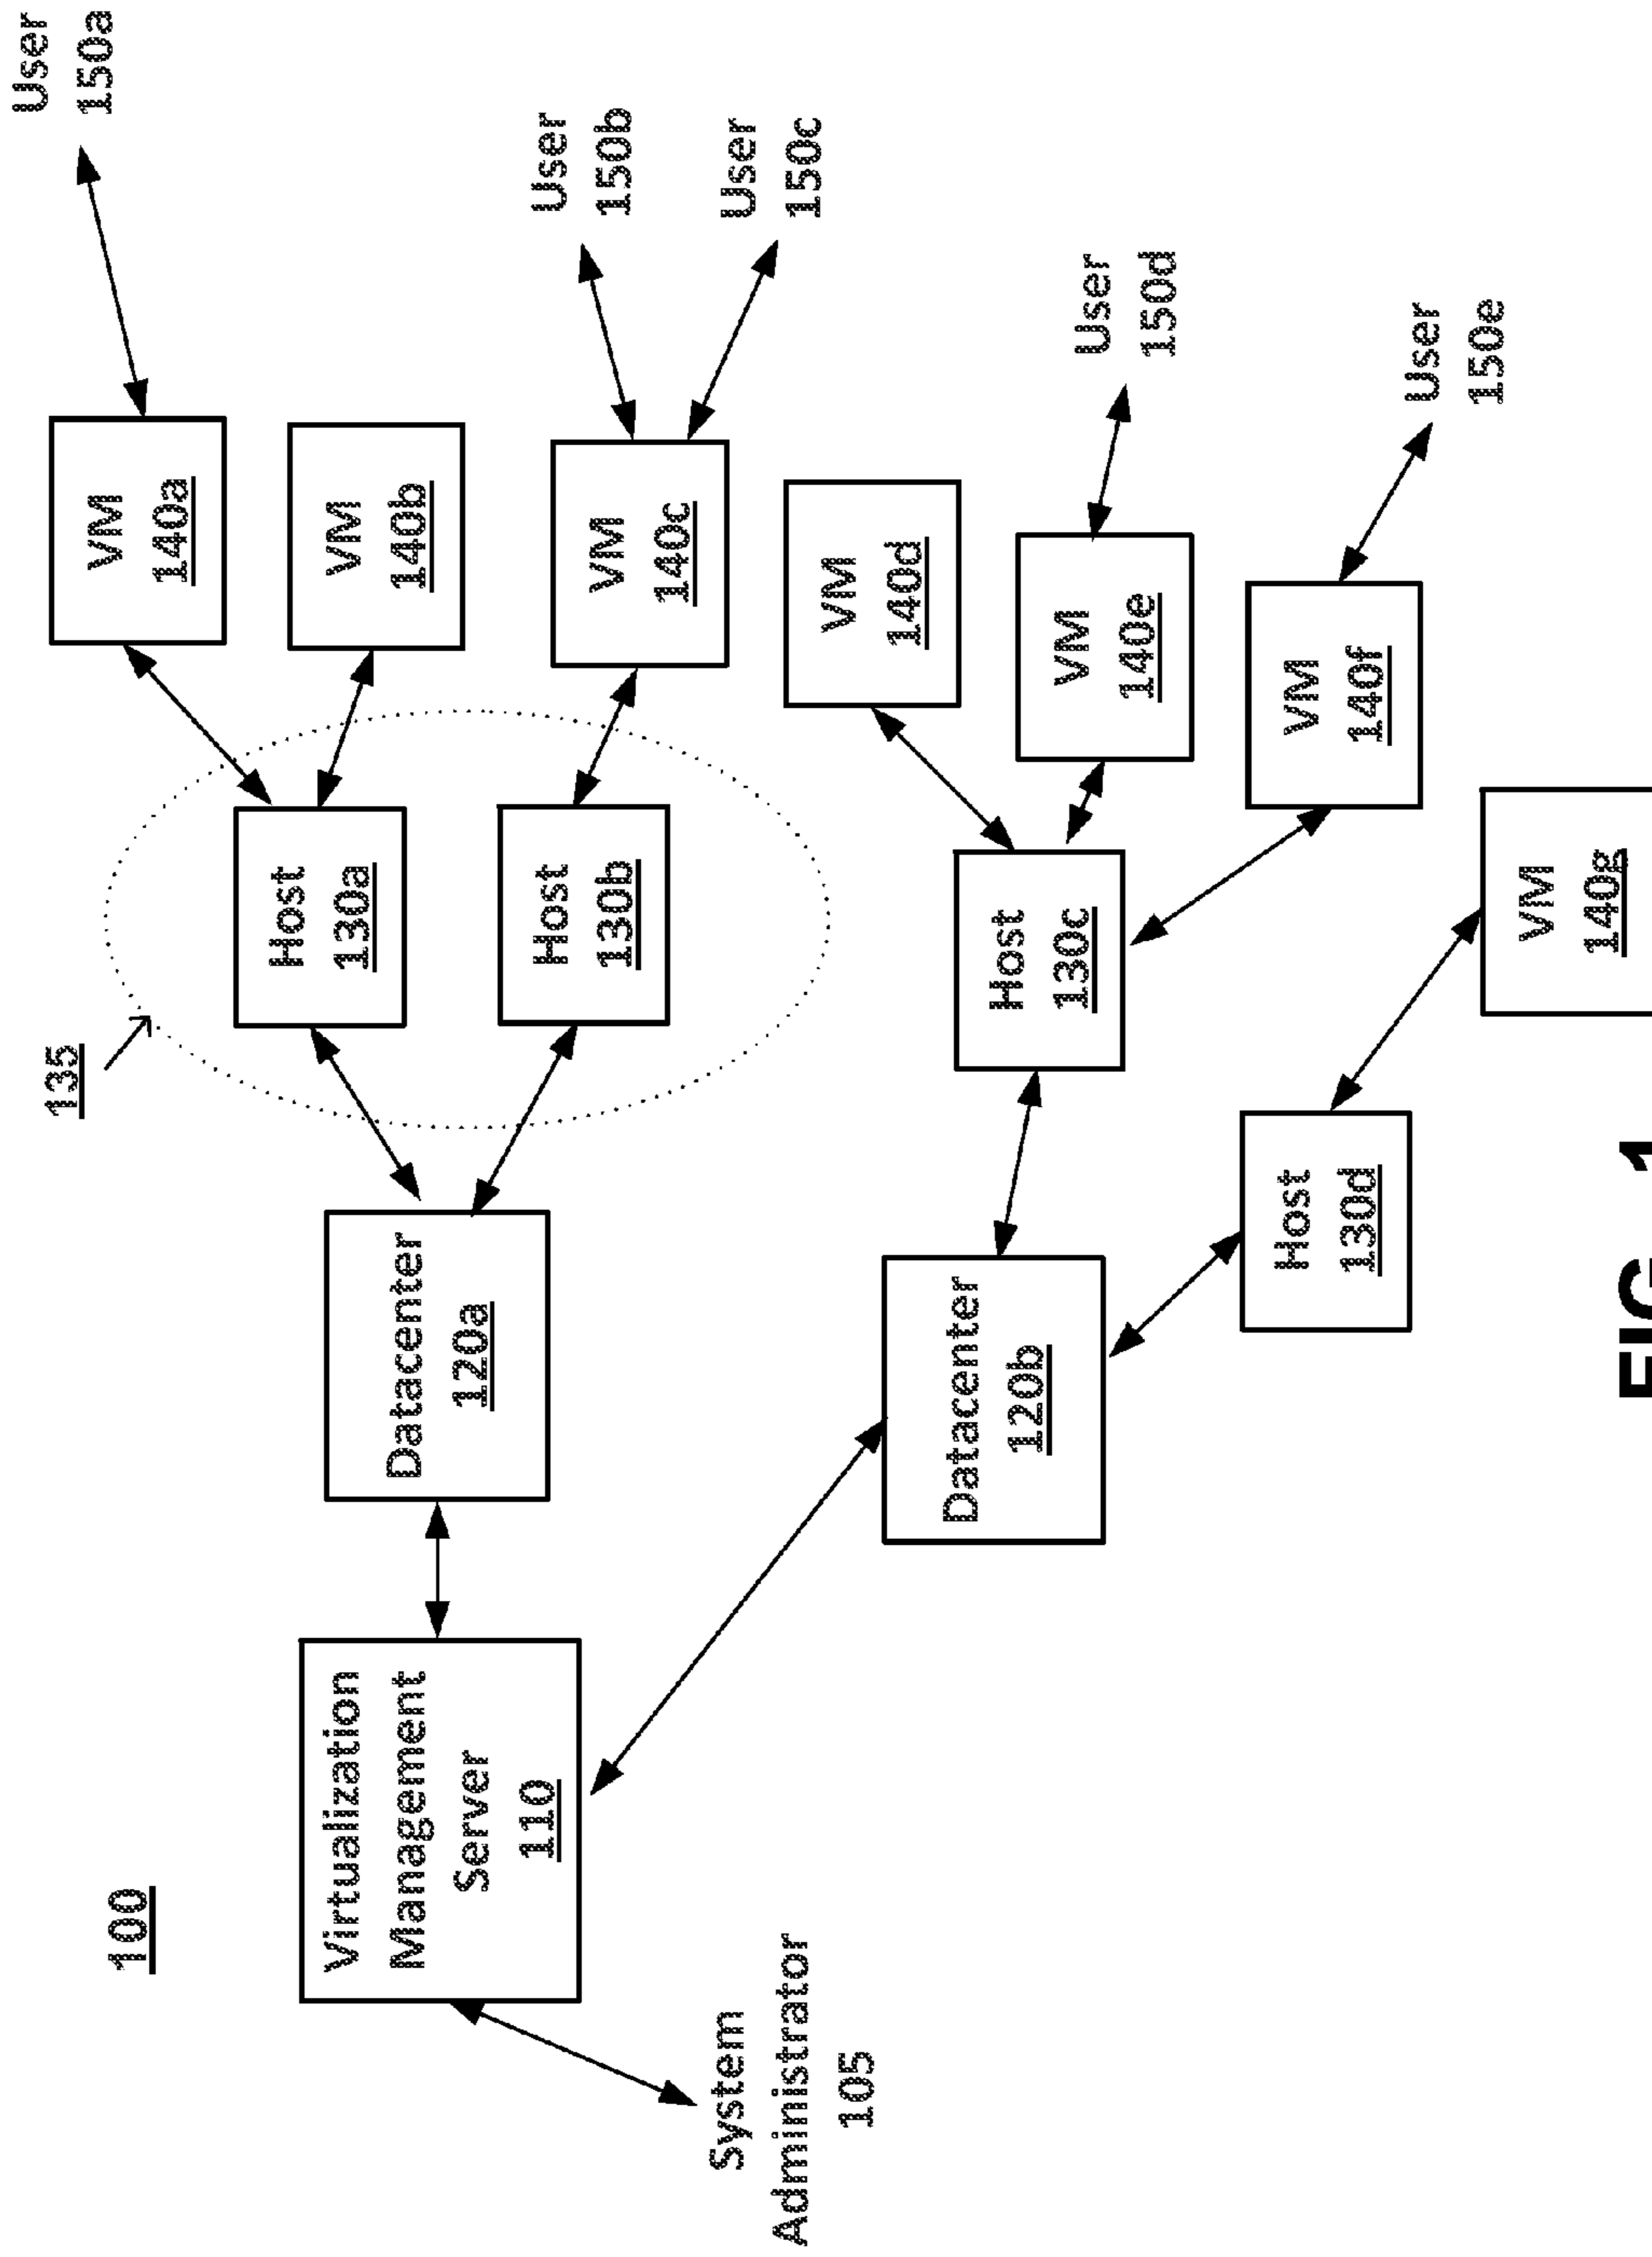 100
System
Administrator
105
Virtualization
Management
Server
110
Datacenter
120a
Datacenter
120b
135
Host
130a
Host
130b
Host
130c
Host
130d
VM
140a
VM
140b
VM
140c
VM
140d
VM
140e
VM
140f
VM
140g
User
150a
User
150b
User
150c
User
150d
User
150e
FIG. 1